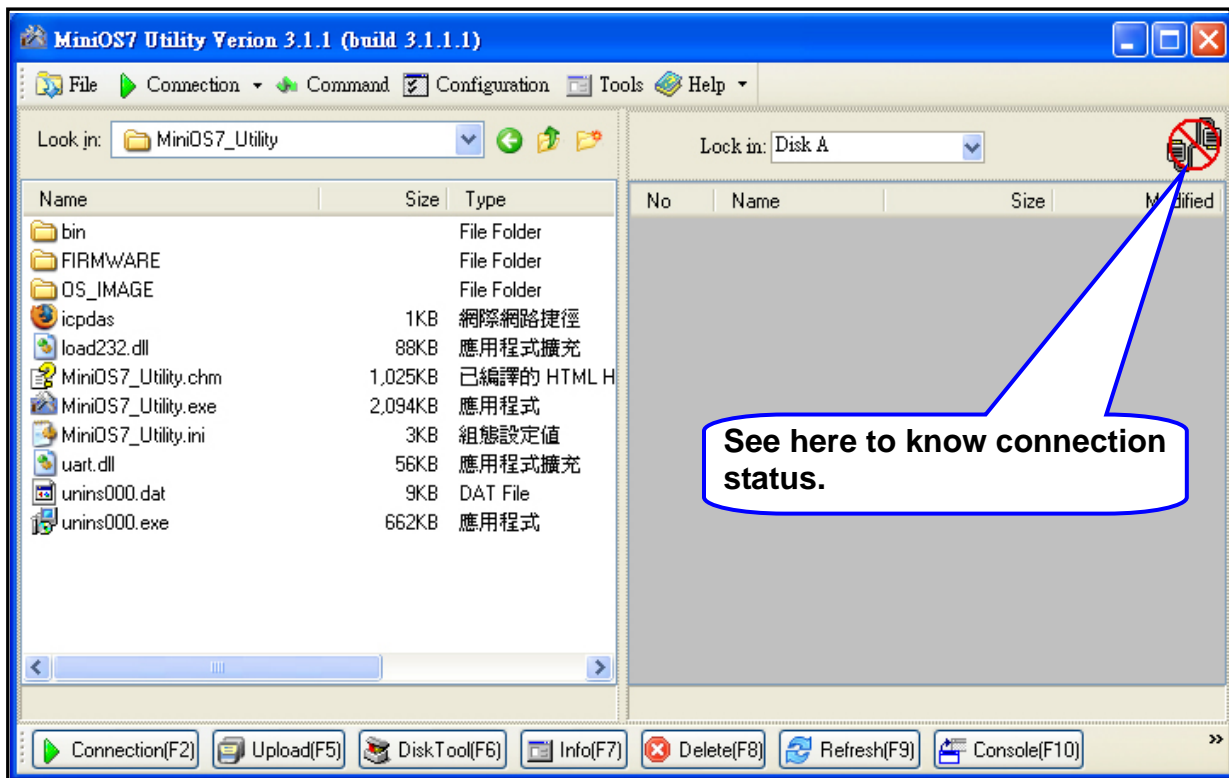 MiniOS7 Utility Verion 3.1.1 (build 3.1.1.1)
File Connection Command Configuration Tools Help
Look in: MiniOS7_Utility
Lock in: Disk A
Name Size Type
No Name Size Modified
bin File Folder
FIRMWARE File Folder
OS_IMAGE File Folder
icpdas 1KB 網際網路捷徑
load232.dll 88KB 應用程式擴充
MiniOS7_Utility.chm 1,025KB 已編譯的 HTML H
MiniOS7_Utility.exe 2,094KB 應用程式
MiniOS7_Utility.ini 3KB 組態設定值
uart.dll 56KB 應用程式擴充
unins000.dat 9KB DAT File
unins000.exe 662KB 應用程式
See here to know connection
status.
Connection(F2) Upload(F5) DiskTool(F6) Info(F7) Delete(F8) Refresh(F9) Console(F10) »